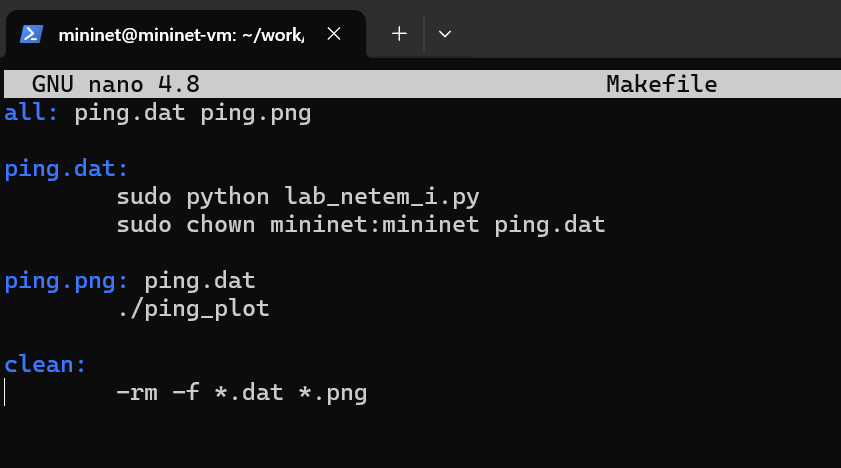 mininet@mininet-vm: ~/work/
GNU nano 4.8 Makefile
all: ping.dat ping.png
ping.dat:
sudo python lab_netem_i.py
sudo chown mininet:mininet ping.dat
ping.png: ping.dat
./ping_plot
clean:
-rm -f *.dat *.png